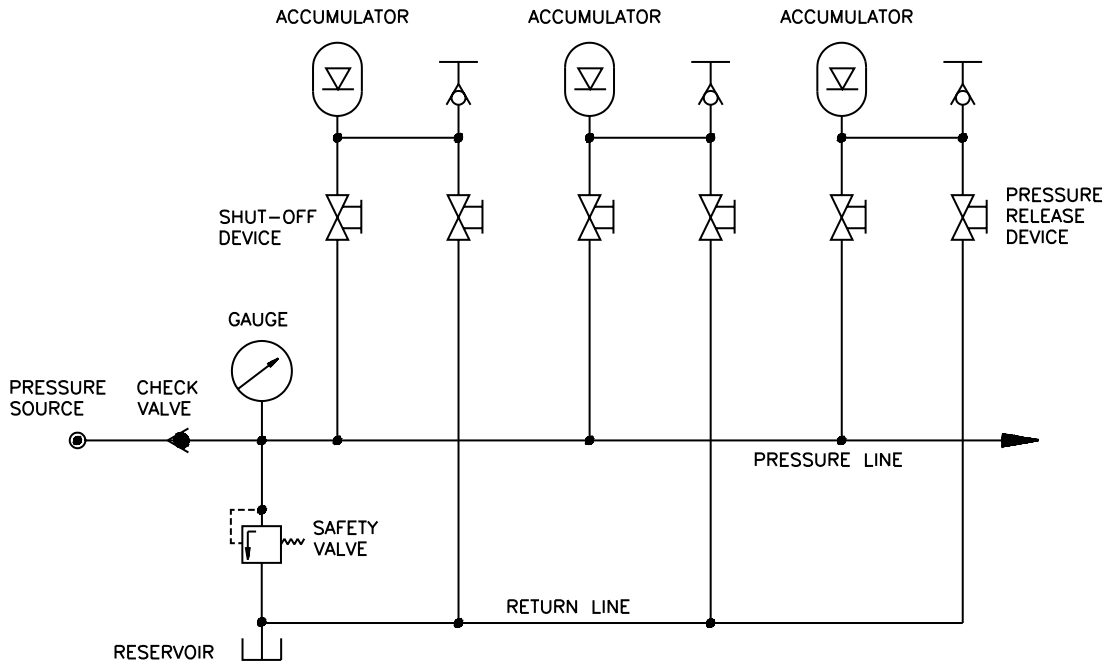 ACCUMULATOR
ACCUMULATOR
ACCUMULATOR
SHUT-OFF
DEVICE
PRESSURE
RELEASE
DEVICE
GAUGE
PRESSURE
SOURCE
CHECK
VALVE
PRESSURE LINE
SAFETY
VALVE
RETURN LINE
RESERVOIR